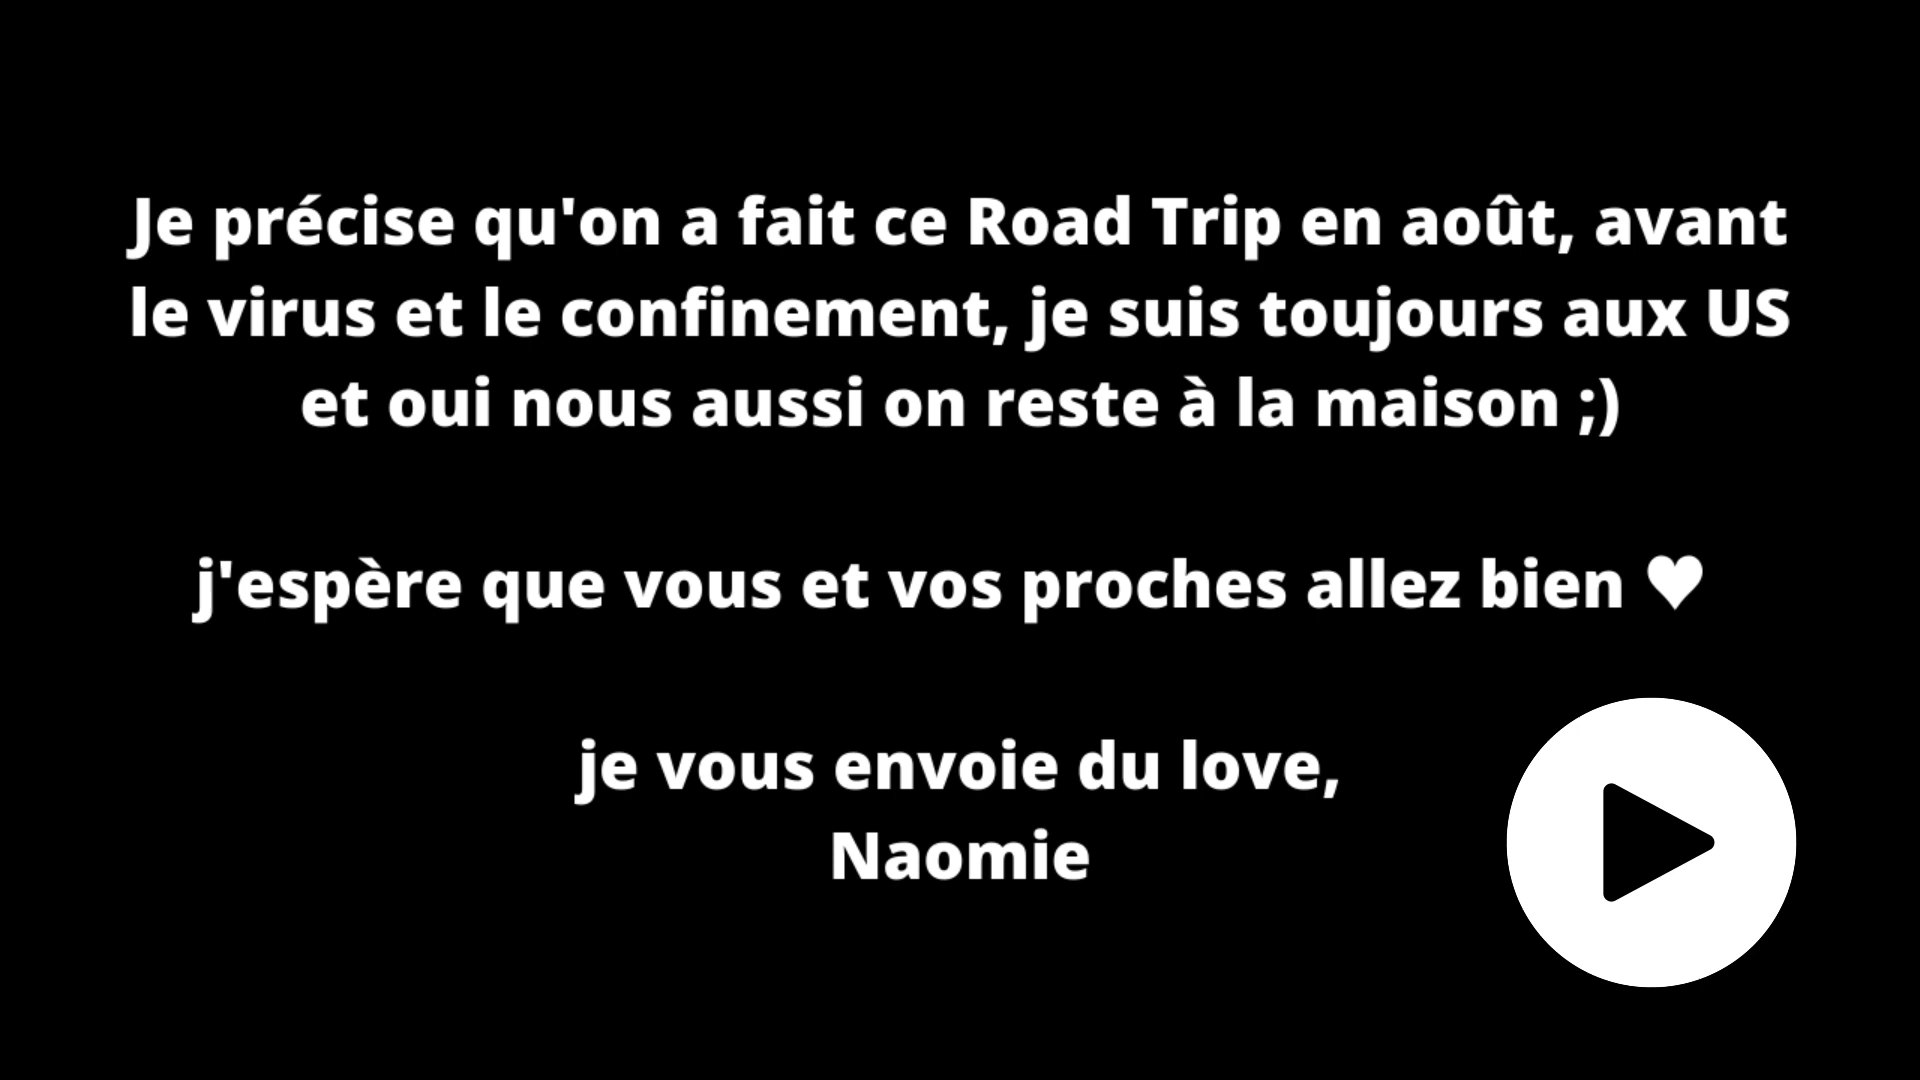 Je précise qu'on a fait ce Road Trip en août, avant
le virus et le confinement, je suis toujours aux US
et oui nous aussi on reste à la maison ;)
j'espère que vous et vos proches allez bien ♥
je vous envoie du love,
Naomie